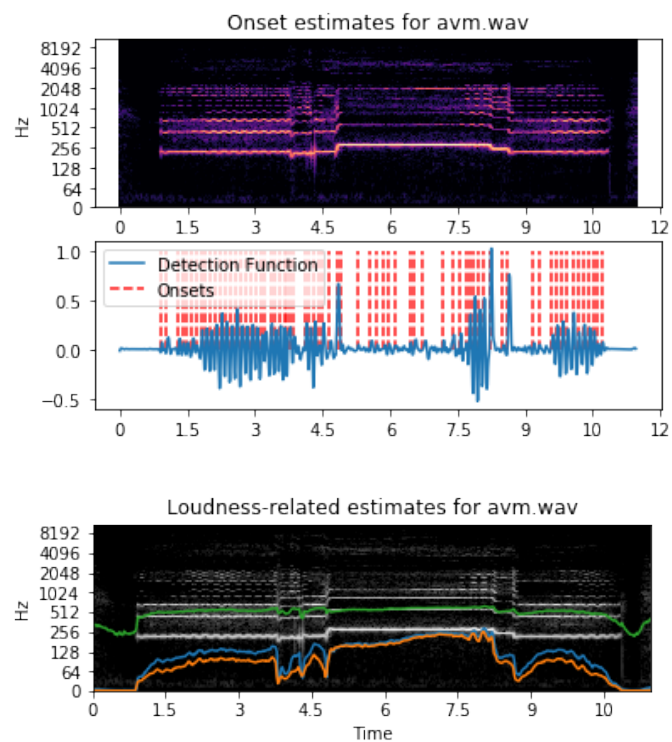 Onset estimates for avm.wav
8192
4096
2048
1024
512
256
128
64
0
Hz
0 1.5 3 4.5 6 7.5 9 10 12
1.0
0.5
0.0
−0.5
Detection Function
Onsets
0 1.5 3 4.5 6 7.5 9 10 12
Loudness-related estimates for avm.wav
8192
4096
2048
1024
512
256
128
64
0
Hz
0 1.5 3 4.5 6 7.5 9 10
Time